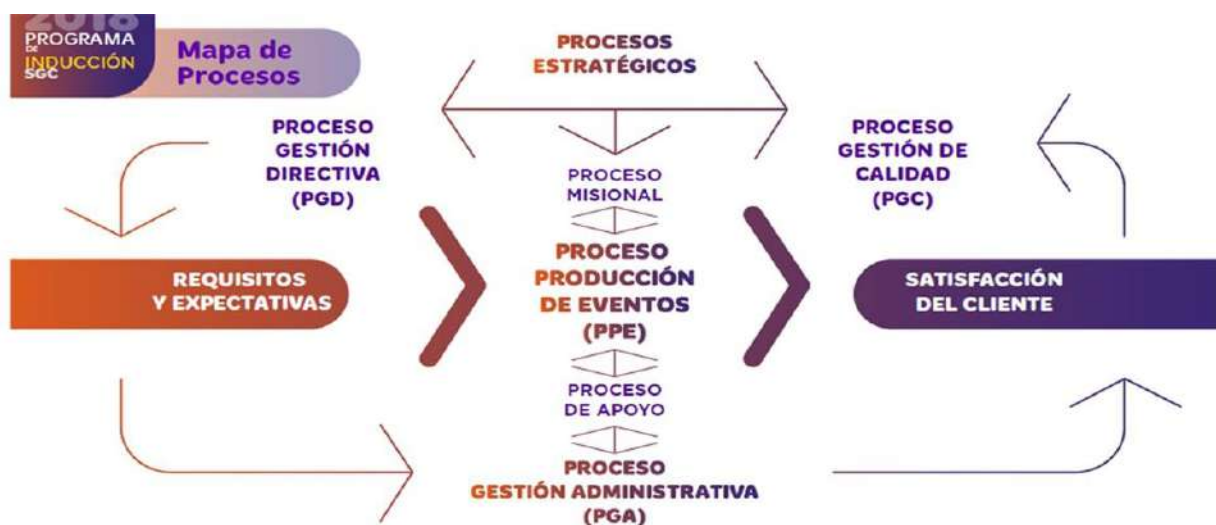 2018
PROGRAMA
DE
INDUCCIÓN
SGC
Mapa de
Procesos
PROCESOS
ESTRATÉGICOS
PROCESO
GESTIÓN
DIRECTIVA
(PGD)
PROCESO
MISIONAL
PROCESO
GESTIÓN DE
CALIDAD
(PGC)
REQUISITOS
Y EXPECTATIVAS
PROCESO
PRODUCCIÓN
DE EVENTOS
(PPE)
SATISFACCIÓN
DEL CLIENTE
PROCESO
DE APOYO
PROCESO
GESTIÓN ADMINISTRATIVA
(PGA)